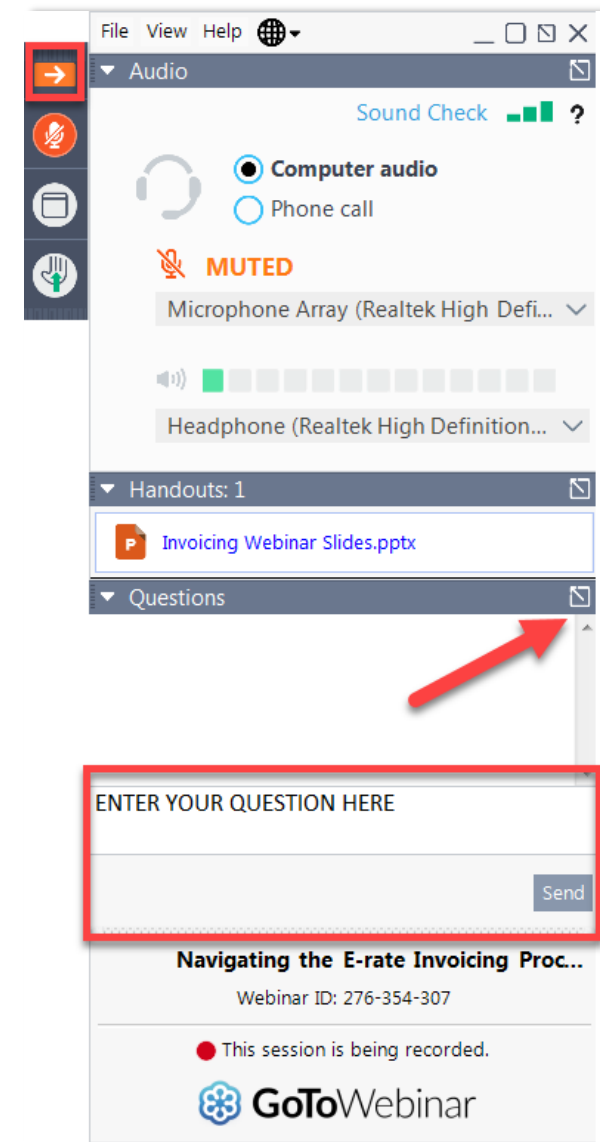 File View Help
Audio
Sound Check ?
Computer audio
Phone call
MUTED
Microphone Array (Realtek High Defi...
Headphone (Realtek High Definition...
Handouts: 1
P Invoicing Webinar Slides.pptx
Questions
ENTER YOUR QUESTION HERE
Send
Navigating the E-rate Invoicing Proc...
Webinar ID: 276-354-307
This session is being recorded.
GoToWebinar